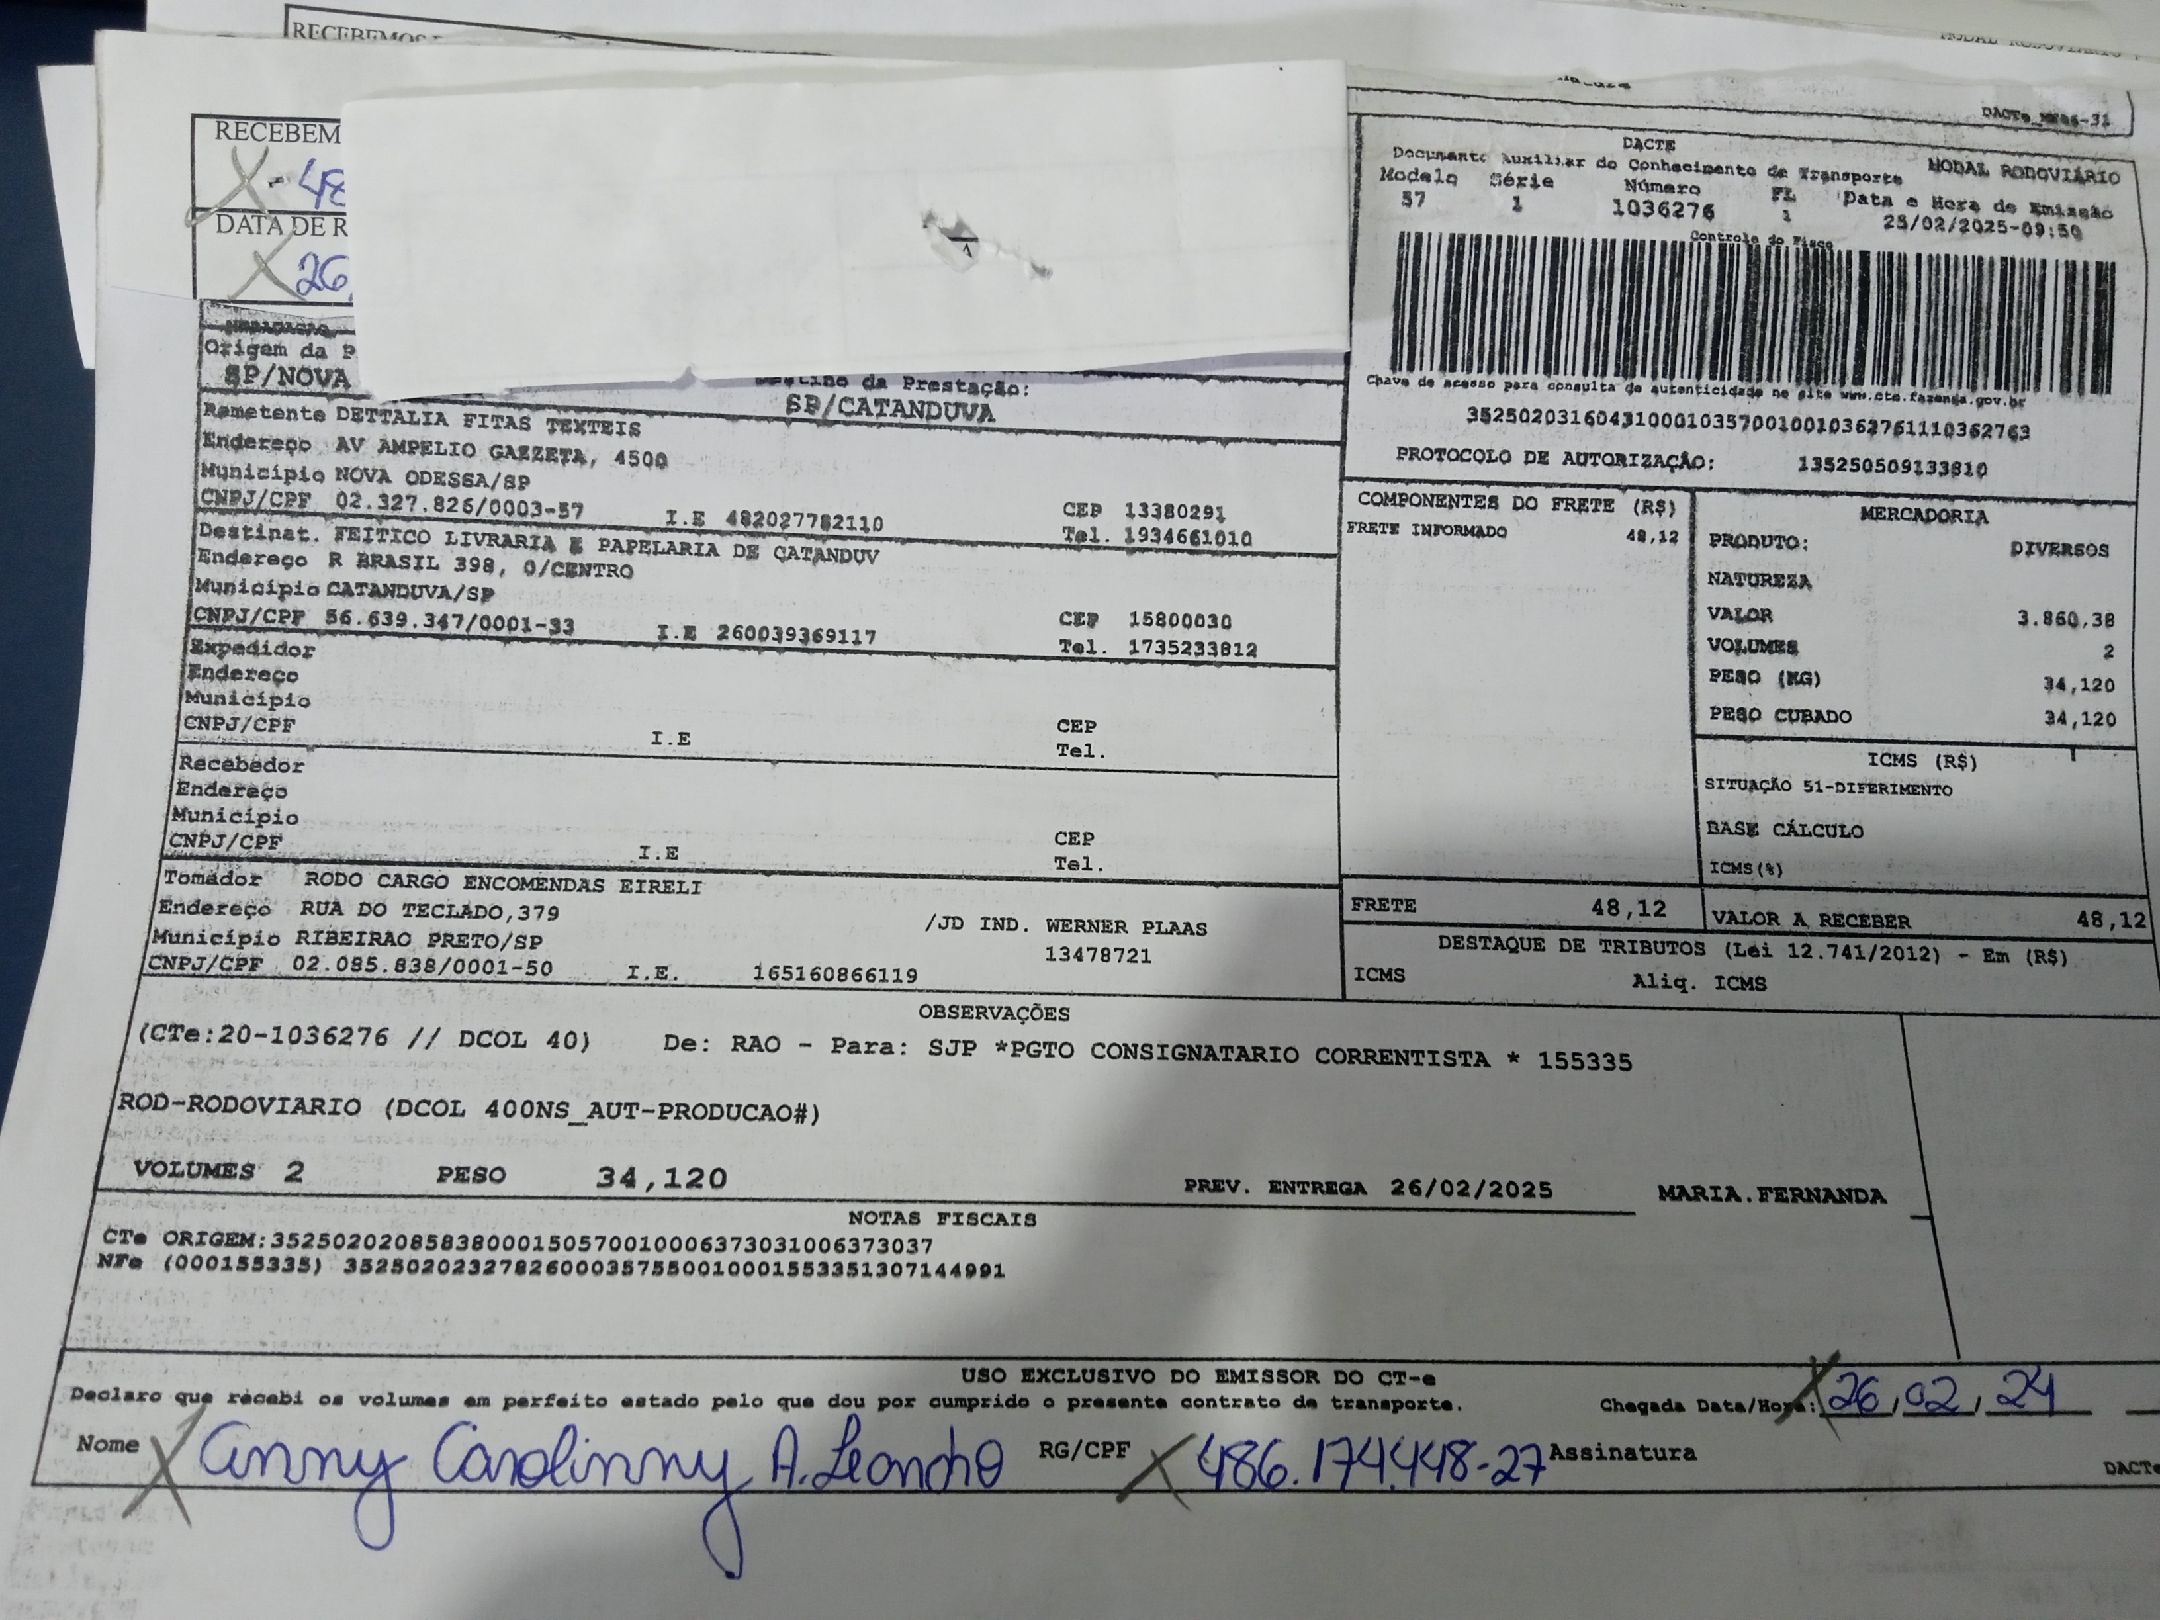 RECEBEMOS
MODAL RODOVIÁRIO
RECEBEM
48
DATA DE R
26
DACTE
DACTE
Documento Auxiliar do Conhecimento de Transporte
MODAL RODOVIÁRIO
Modelo Série Número FL Data e Hora de Emissão
57 1 1036276 1 25/02/2025-09:50
Controle do Fisco
Chave de acesso para consulta de autenticidade no site www.cte.fazenda.gov.br
35250203160431000103570010010362761110362763
PROTOCOLO DE AUTORIZAÇÃO: 135250509133810
Origem da P
SP/NOVA
Destino da Prestação:
SP/CATANDUVA
Remetente DETTALIA FITAS TEXTEIS
Endereço AV AMPELIO GAZZETA, 4500
Município NOVA ODESSA/SP
CNPJ/CPF 02.327.826/0003-57 I.E 482027782110
CEP 13380291
Tel. 1934661010
Destinat. FEITICO LIVRARIA E PAPELARIA DE CATANDUV
Endereço R BRASIL 398, 0/CENTRO
Município CATANDUVA/SP
CNPJ/CPF 56.639.347/0001-33 I.E 260039369117
CEP 15800030
Tel. 1735233812
Expedidor
Endereço
Município
CNPJ/CPF I.E
CEP
Tel.
Recebedor
Endereço
Município
CNPJ/CPF I.E
CEP
Tel.
Tomador RODO CARGO ENCOMENDAS EIRELI
Endereço RUA DO TECLADO,379 /JD IND. WERNER PLAAS
Município RIBEIRAO PRETO/SP 13478721
CNPJ/CPF 02.085.838/0001-50 I.E. 165160866119
COMPONENTES DO FRETE (R$)
FRETE INFORMADO 48,12
MERCADORIA
PRODUTO: DIVERSOS
NATUREZA
VALOR 3.860,38
VOLUMES 2
PESO (KG) 34,120
PESO CUBADO 34,120
ICMS (R$)
SITUAÇÃO 51-DIFERIMENTO
BASE CÁLCULO
ICMS(%)
FRETE 48,12
VALOR A RECEBER 48,12
DESTAQUE DE TRIBUTOS (Lei 12.741/2012) - Em (R$)
ICMS Aliq. ICMS
OBSERVAÇÕES
(CTe:20-1036276 // DCOL 40) De: RAO - Para: SJP *PGTO CONSIGNATARIO CORRENTISTA * 155335
ROD-RODOVIARIO (DCOL 400NS_AUT-PRODUCAO#)
VOLUMES 2 PESO 34,120 PREV. ENTREGA 26/02/2025 MARIA.FERNANDA
NOTAS FISCAIS
CTe ORIGEM:35250202085838000150570010006373031006373037
NFe (000155335) 35250202327826000357550010001553351307144991
USO EXCLUSIVO DO EMISSOR DO CT-e
Declaro que recebi os volumes em perfeito estado pelo que dou por cumprido o presente contrato de transporte.
Chegada Data/Hora: 26,02,24
Nome Anny Carolinny A. Leandro RG/CPF 486.174.448-27 Assinatura
DACTe